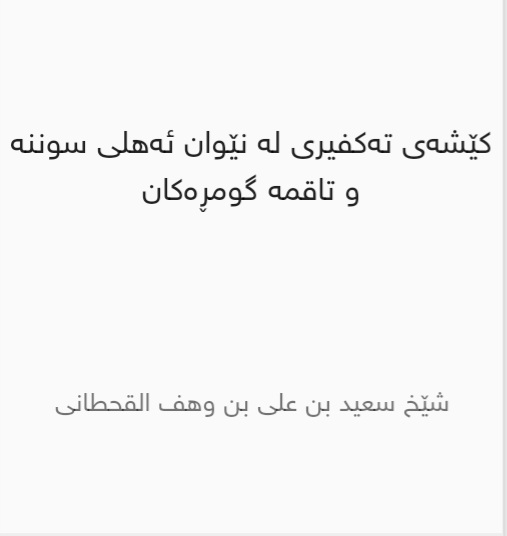 کێشەی تەکفیری لە نێوان ئەهلی سوننە
و تاقمە گومڕەکان
شێخ سعید بن علی بن وهف القحطانی